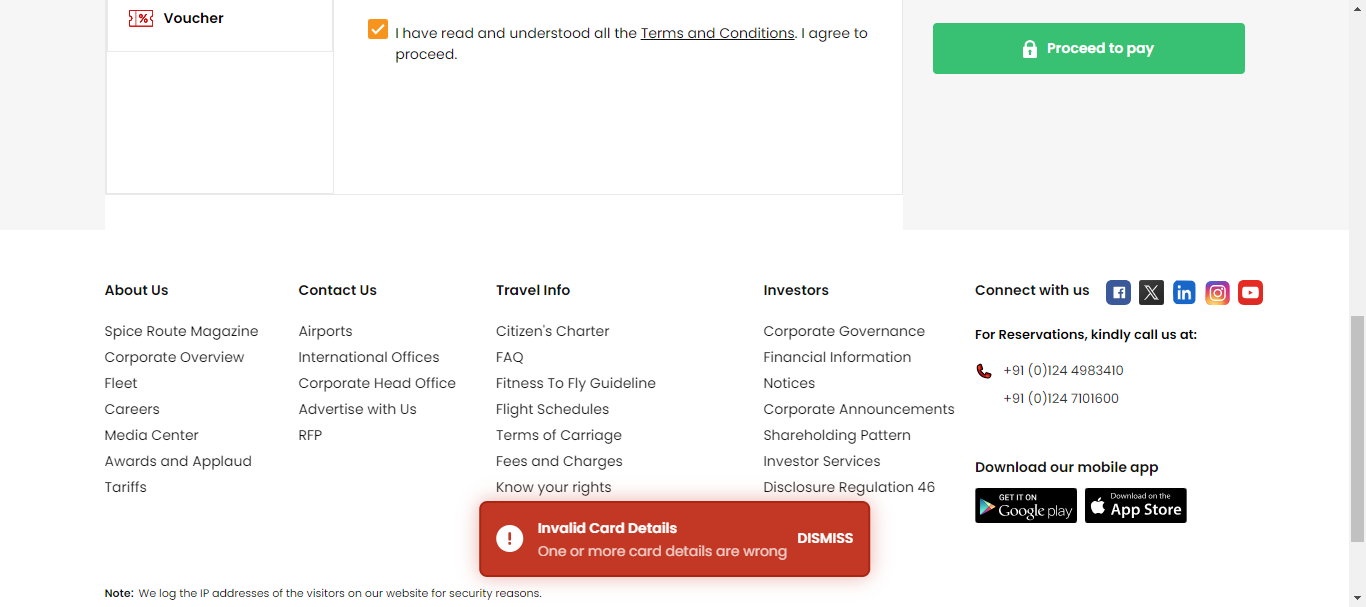 Voucher
I have read and understood all the Terms and Conditions. I agree to
proceed.
Proceed to pay
About Us
Spice Route Magazine
Corporate Overview
Fleet
Careers
Media Center
Awards and Applaud
Tariffs
Contact Us
Airports
International Offices
Corporate Head Office
Advertise with Us
RFP
Travel Info
Citizen's Charter
FAQ
Fitness To Fly Guideline
Flight Schedules
Terms of Carriage
Fees and Charges
Know your rights
Investors
Corporate Governance
Financial Information
Notices
Corporate Announcements
Shareholding Pattern
Investor Services
Disclosure Regulation 46
Connect with us
For Reservations, kindly call us at:
+91 (0)124 4983410
+91 (0)124 7101600
Download our mobile app
GET IT ON
Google play
Download on the
App Store
Invalid Card Details
One or more card details are wrong
DISMISS
Note: We log the IP addresses of the visitors on our website for security reasons.